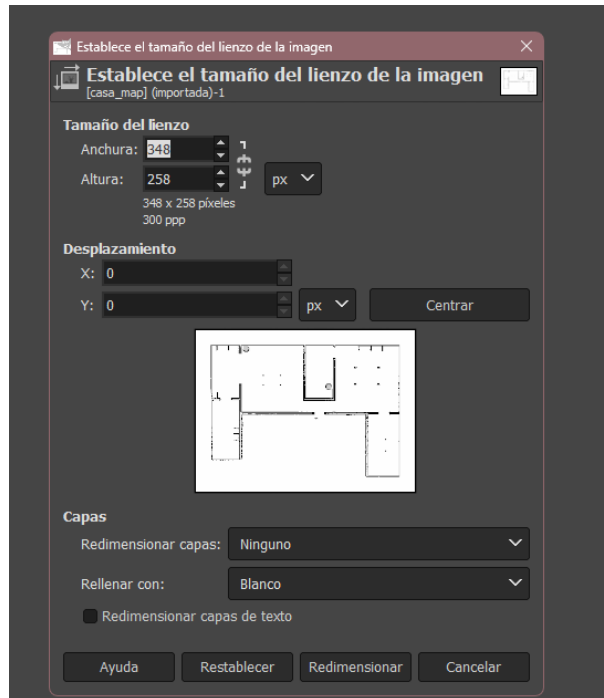 Establece el tamaño del lienzo de la imagen
Establece el tamaño del lienzo de la imagen
[casa_map] (importada)-1
Tamaño del lienzo
Anchura: 348
Altura: 258 px
348 x 258 píxeles
300 ppp
Desplazamiento
X: 0
Y: 0 px Centrar
Capas
Redimensionar capas: Ninguno
Rellenar con: Blanco
Redimensionar capas de texto
Ayuda Restablecer Redimensionar Cancelar